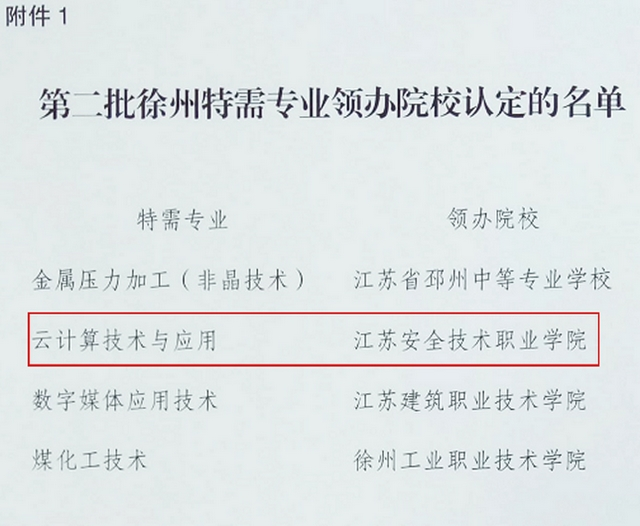 附件 1
第二批徐州特需专业领办院校认定的名单
特需专业 领办院校
金属压力加工（非晶技术） 江苏省邳州中等专业学校
云计算技术与应用 江苏安全技术职业学院
数字媒体应用技术 江苏建筑职业技术学院
煤化工技术 徐州工业职业技术学院